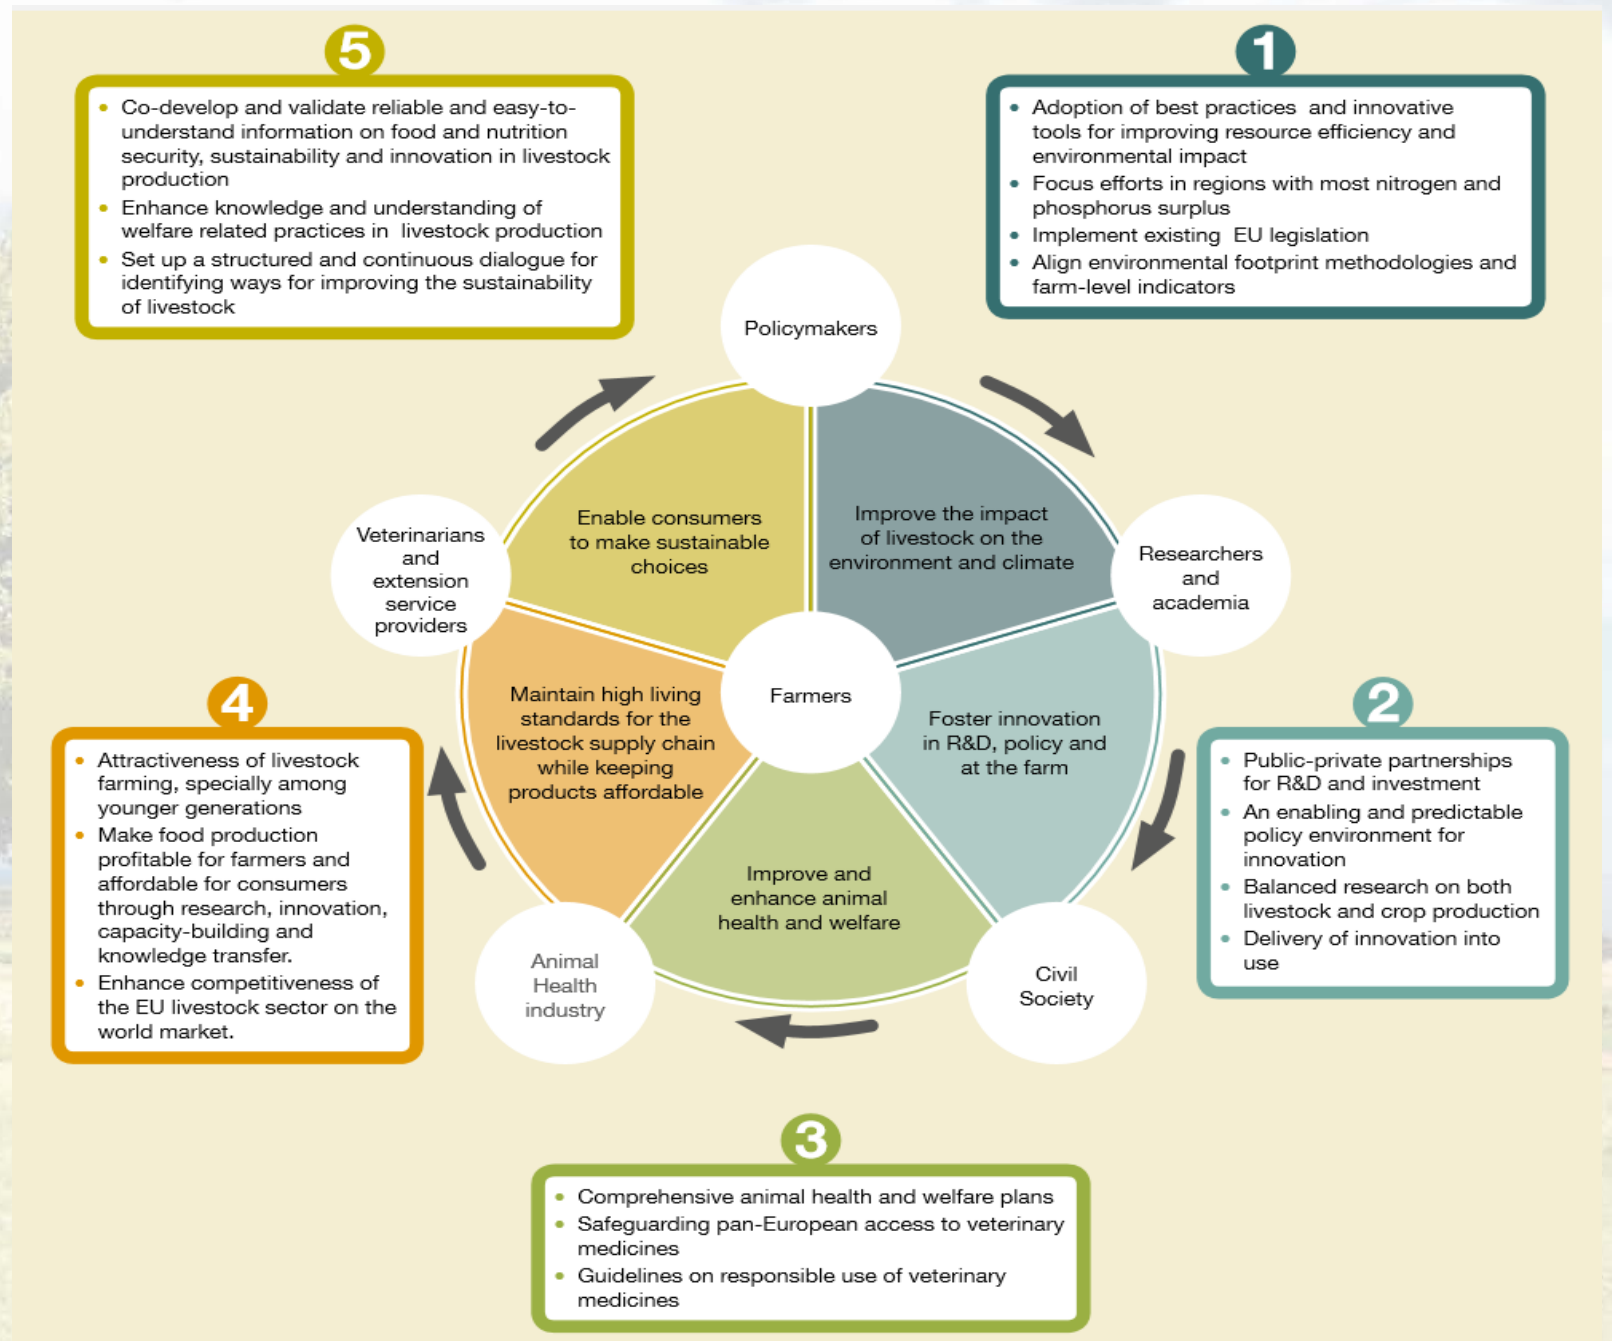 5
• Co-develop and validate reliable and easy-to-
understand information on food and nutrition
security, sustainability and innovation in livestock
production
• Enhance knowledge and understanding of
welfare related practices in livestock production
• Set up a structured and continuous dialogue for
identifying ways for improving the sustainability
of livestock
1
• Adoption of best practices and innovative
tools for improving resource efficiency and
environmental impact
• Focus efforts in regions with most nitrogen and
phosphorus surplus
• Implement existing EU legislation
• Align environmental footprint methodologies and
farm-level indicators
Policymakers
Enable consumers
to make sustainable
choices
Improve the impact
of livestock on the
environment and climate
Veterinarians
and
extension
service
providers
Researchers
and
academia
Farmers
Maintain high living
standards for the
livestock supply chain
while keeping
products affordable
Foster innovation
in R&D, policy and
at the farm
Improve and
enhance animal
health and welfare
Animal
Health
industry
Civil
Society
4
• Attractiveness of livestock
farming, specially among
younger generations
• Make food production
profitable for farmers and
affordable for consumers
through research, innovation,
capacity-building and
knowledge transfer.
• Enhance competitiveness of
the EU livestock sector on the
world market.
2
• Public-private partnerships
for R&D and investment
• An enabling and predictable
policy environment for
innovation
• Balanced research on both
livestock and crop production
• Delivery of innovation into
use
3
• Comprehensive animal health and welfare plans
• Safeguarding pan-European access to veterinary
medicines
• Guidelines on responsible use of veterinary
medicines